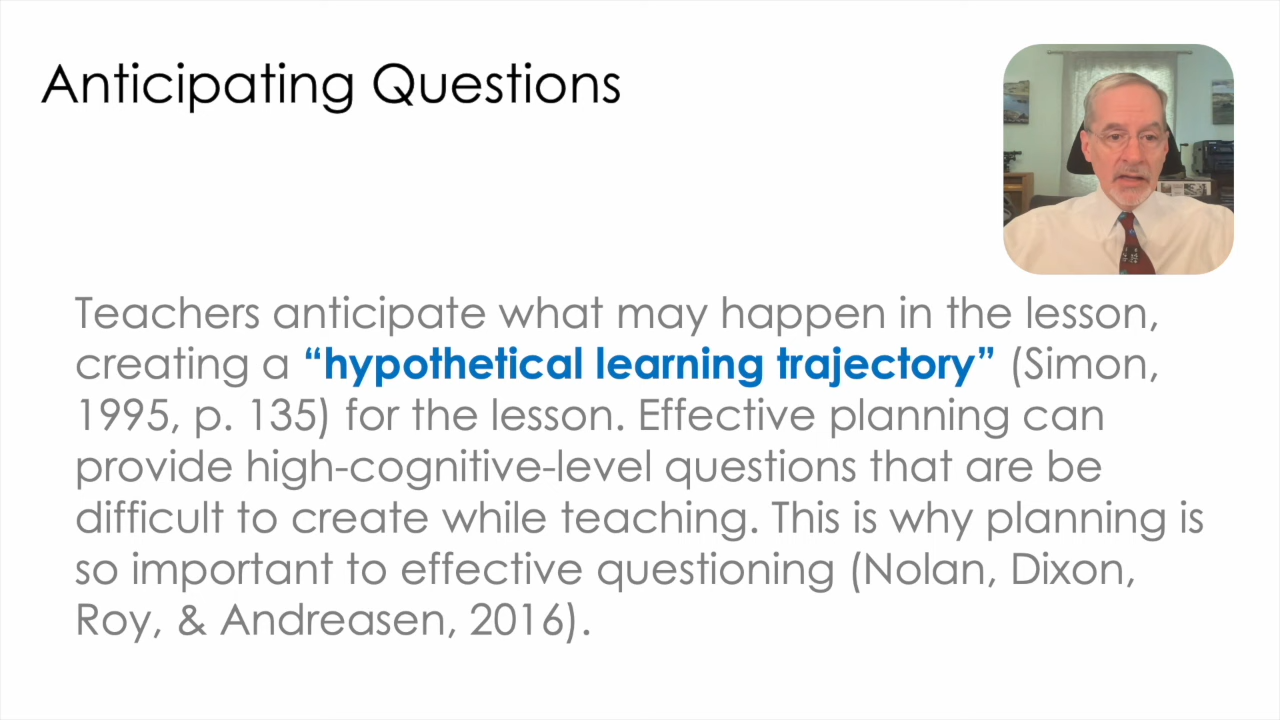 Anticipating Questions
Teachers anticipate what may happen in the lesson,
creating a “hypothetical learning trajectory” (Simon,
1995, p. 135) for the lesson. Effective planning can
provide high-cognitive-level questions that are be
difficult to create while teaching. This is why planning is
so important to effective questioning (Nolan, Dixon,
Roy, & Andreasen, 2016).